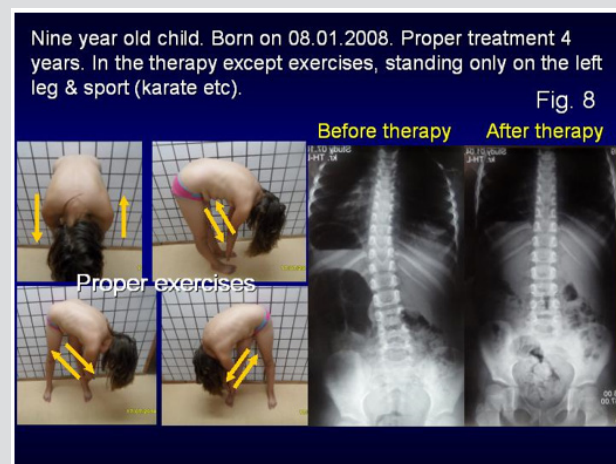 Nine year old child. Born on 08.01.2008. Proper treatment 4
years. In the therapy except exercises, standing only on the left
leg & sport (karate etc).
Fig. 8
Before therapy
After therapy
Proper exercises